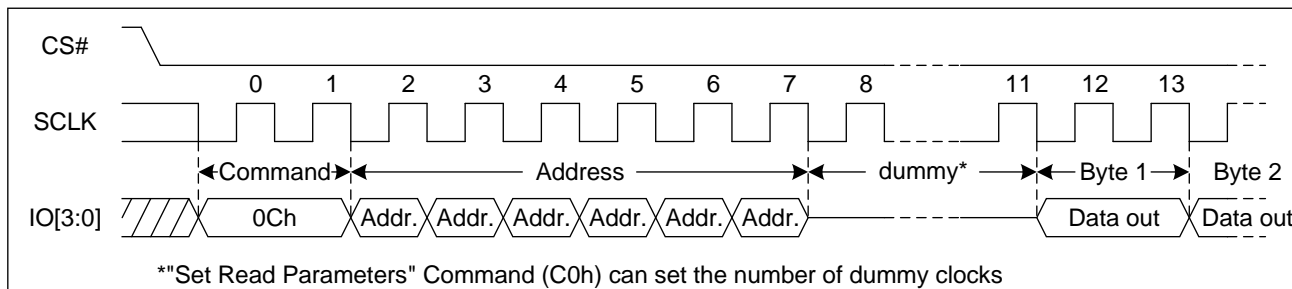 CS#
0 1 2 3 4 5 6 7 8 11 12 13
SCLK
Command Address dummy* Byte 1 Byte 2
IO[3:0] 0Ch Addr. Addr. Addr. Addr. Addr. Addr. Data out Data out
*"Set Read Parameters" Command (C0h) can set the number of dummy clocks